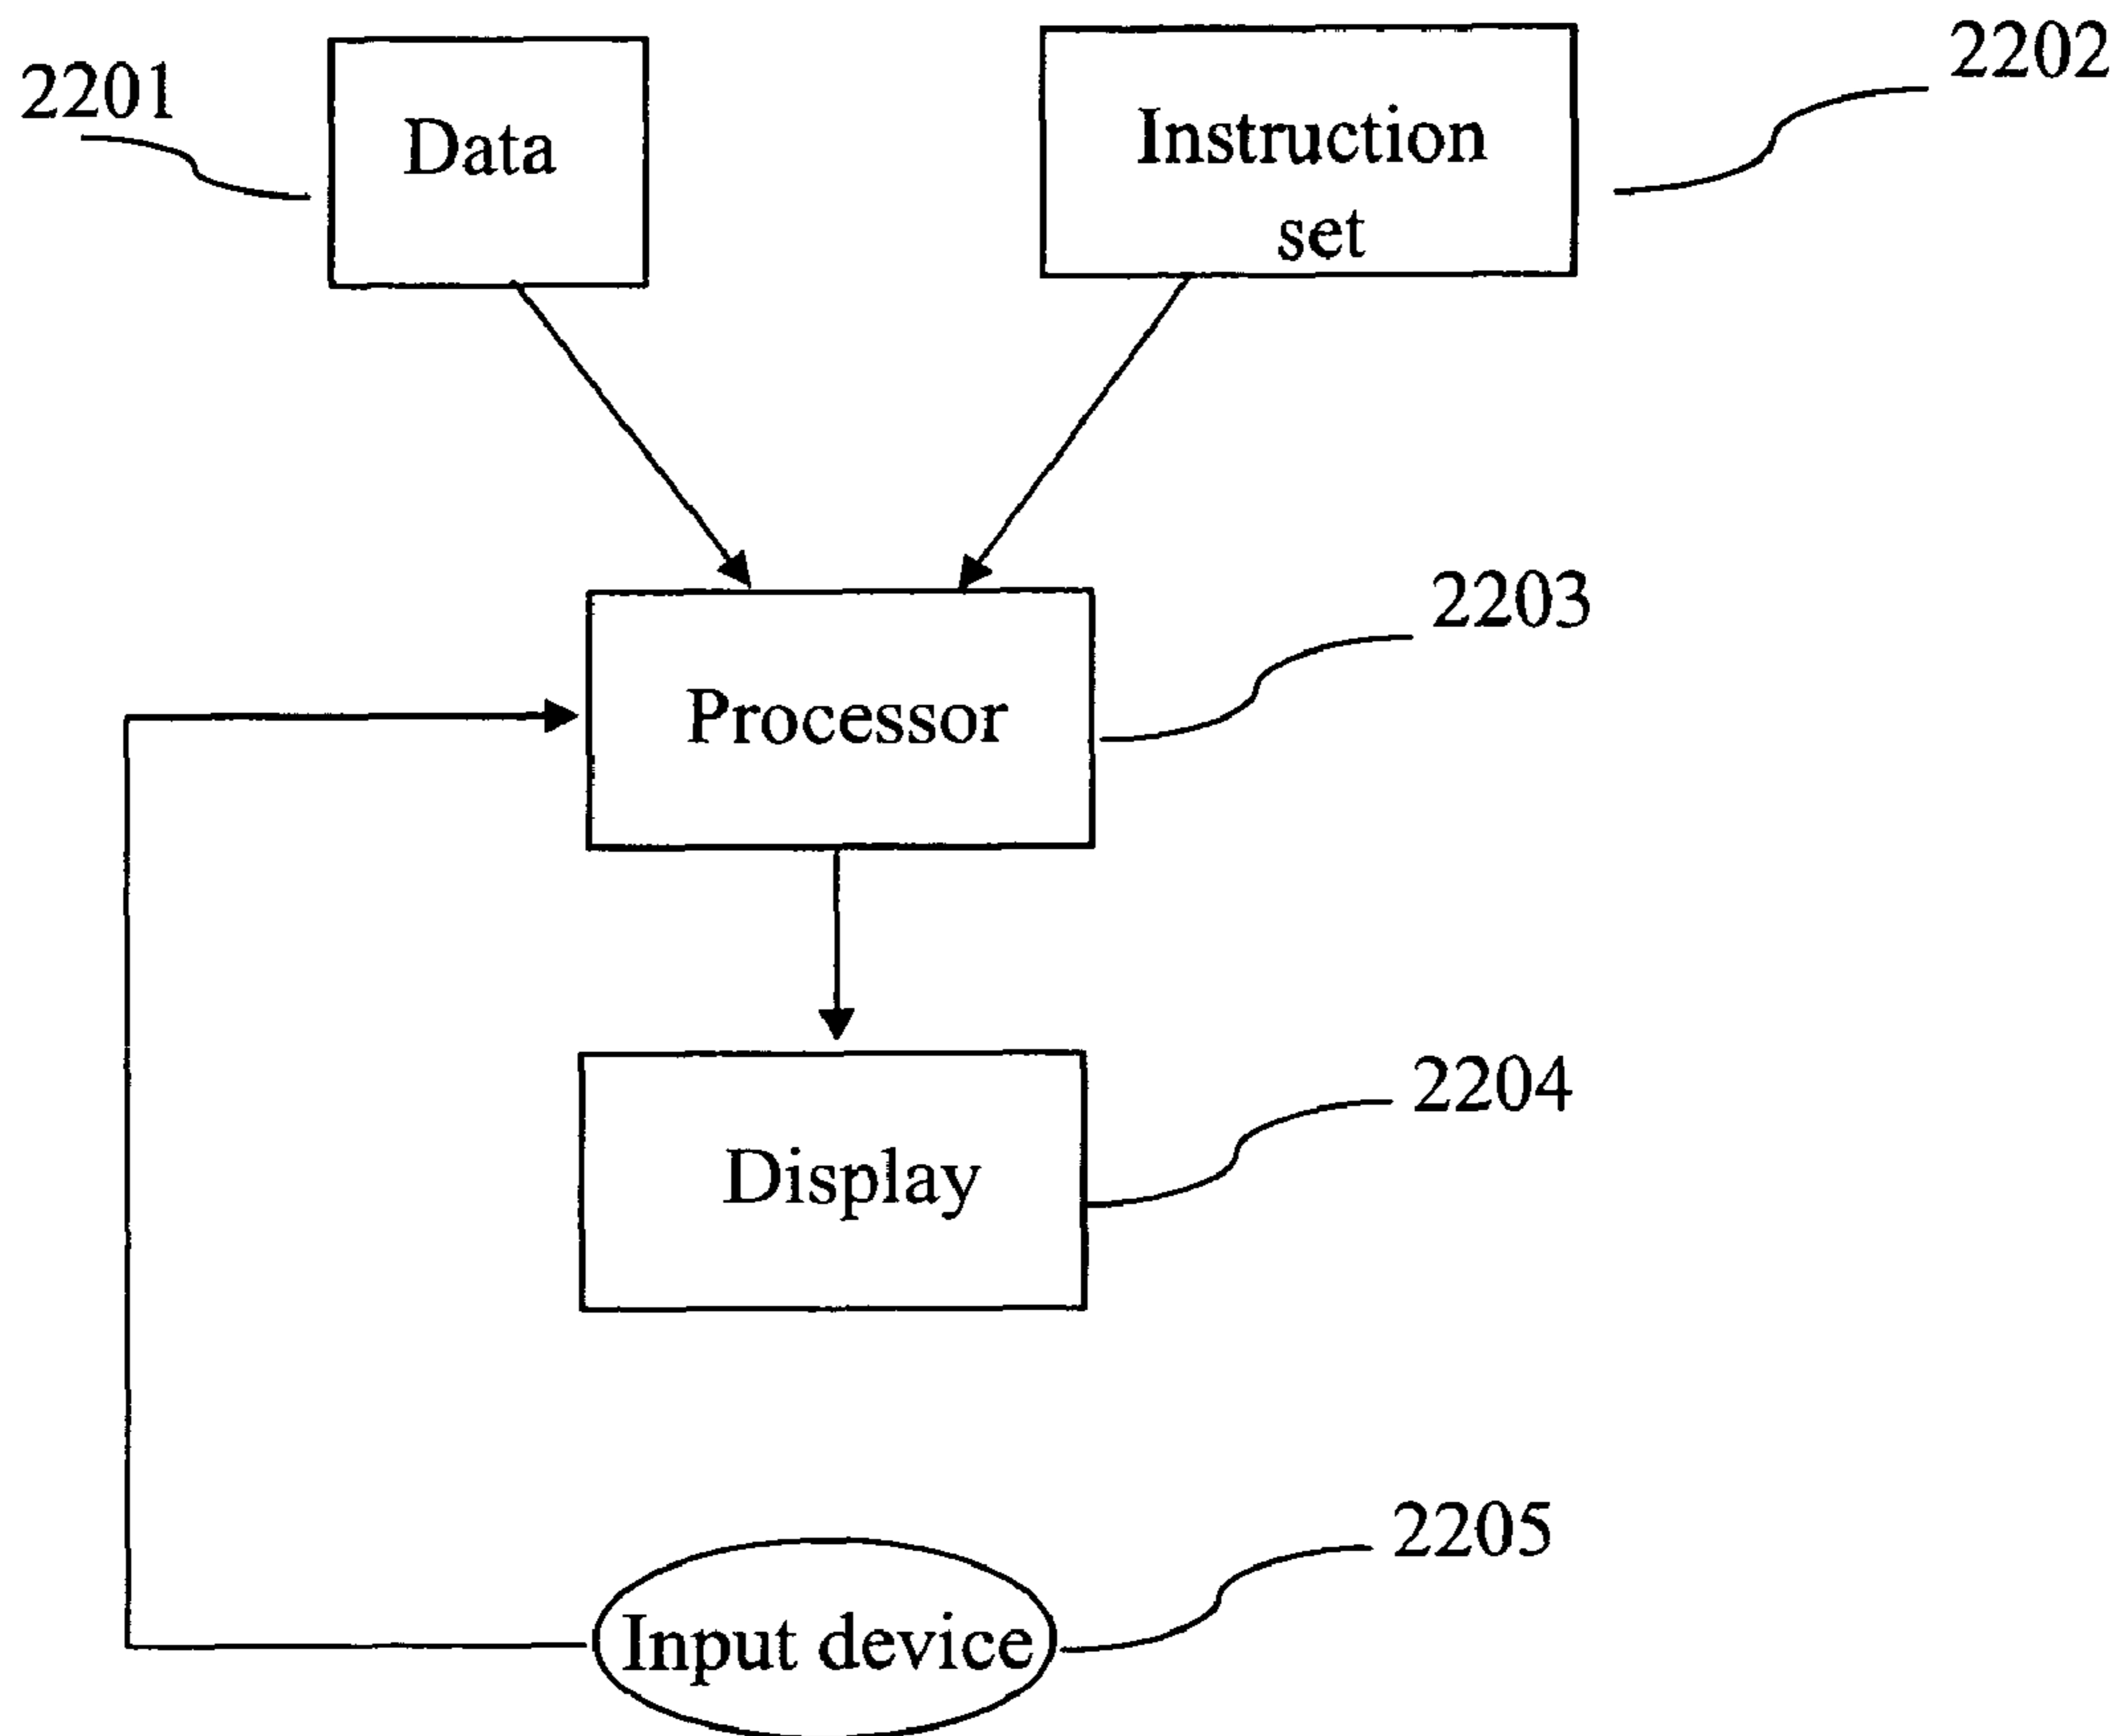 2201
Data
Instruction
set
2202
Processor
2203
Display
2204
Input device
2205